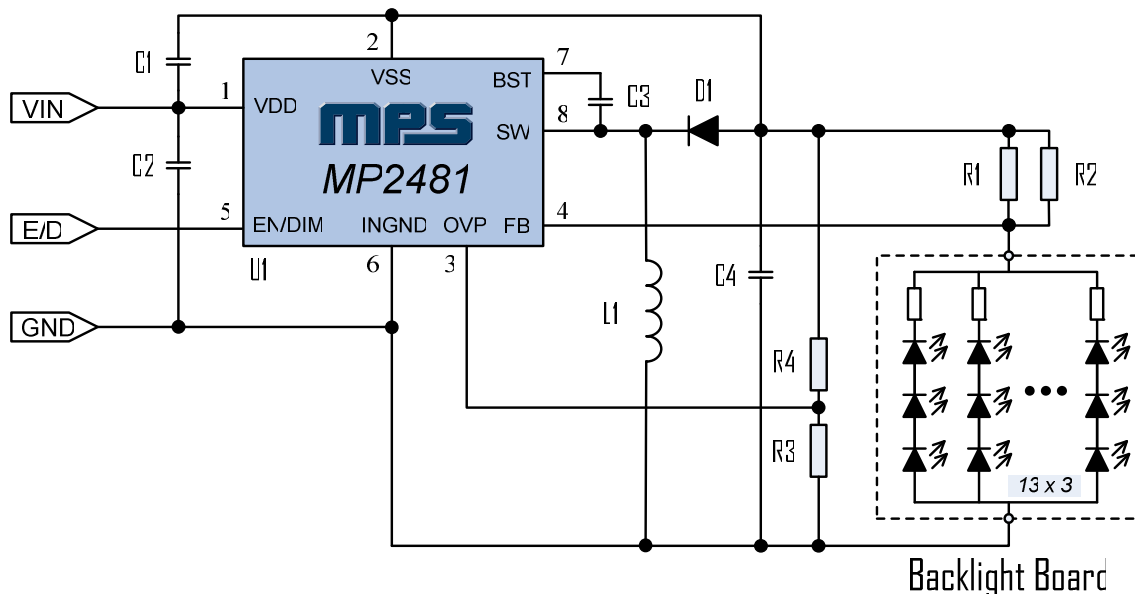 2
7
C1
VSS
BST
C3
D1
1
VIN
VDD
8
mps
SW
C2
MP2481
R1
R2
5
4
E/D
EN/DIM
INGND
OVP
FB
U1
6
3
C4
GND
L1
R4
R3
13 x 3
Backlight Board